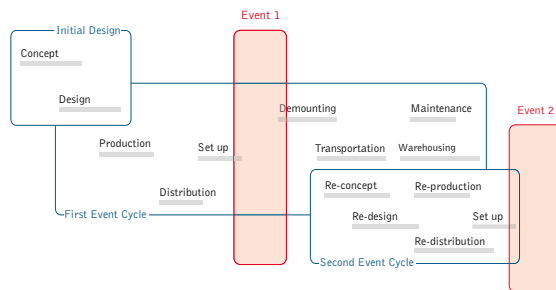 Event 1
Initial Design
Concept
Design
Demounting
Maintenance
Event 2
Production
Set up
Transportation
Warehousing
Distribution
Re-concept
Re-production
First Event Cycle
Re-design
Set up
Re-distribution
Second Event Cycle